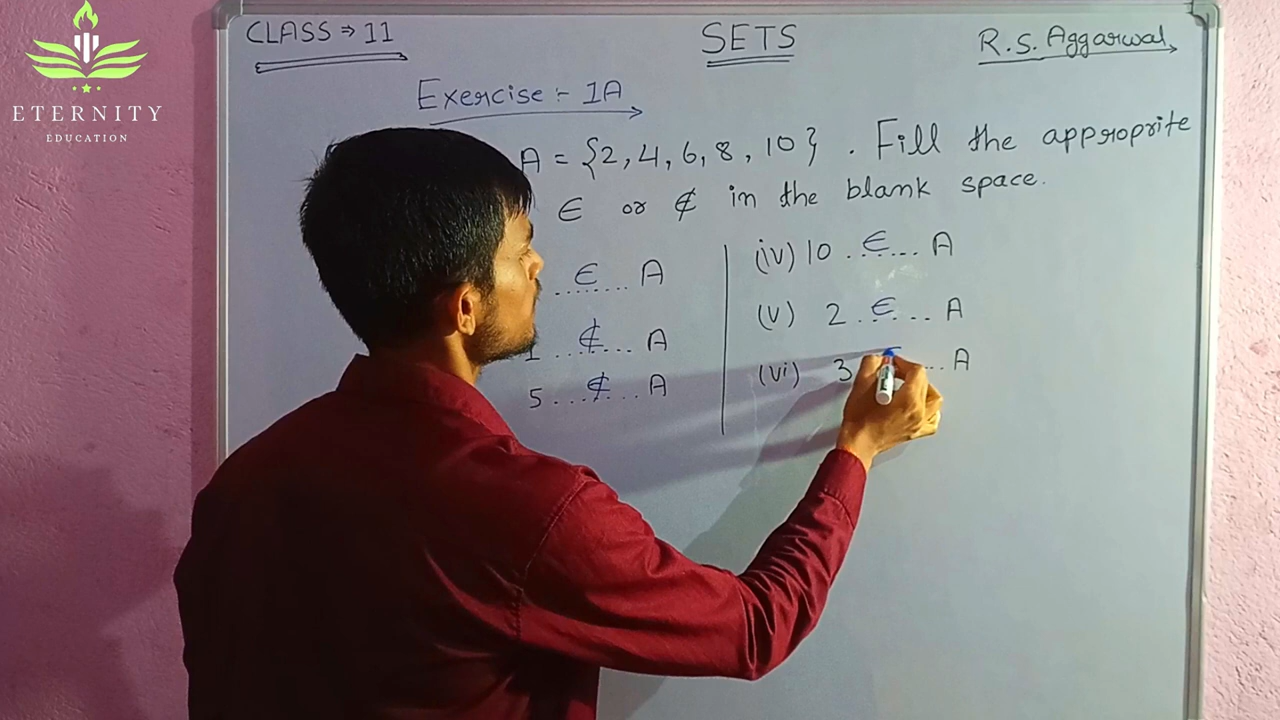 ETERNITY
EDUCATION
CLASS ⇒ 11
SETS
R.S. Aggarwal
Exercise :- 1A
A = {2, 4, 6, 8, 10} . Fill the approprite
∈ or ∉ in the blank space.
...∈.... A
1 ...∉.... A
5 ...∉.... A
(iv) 10 ..∈.... A
(v) 2 ..∈.... A
(vi) 3 .... A